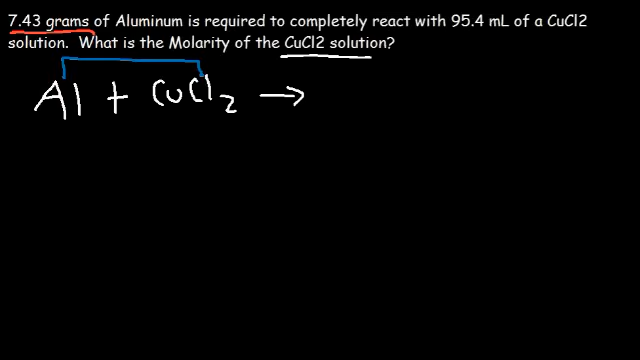 7.43 grams of Aluminum is required to completely react with 95.4 mL of a CuCl2
solution. What is the Molarity of the CuCl2 solution?
Al + CuCl₂ →